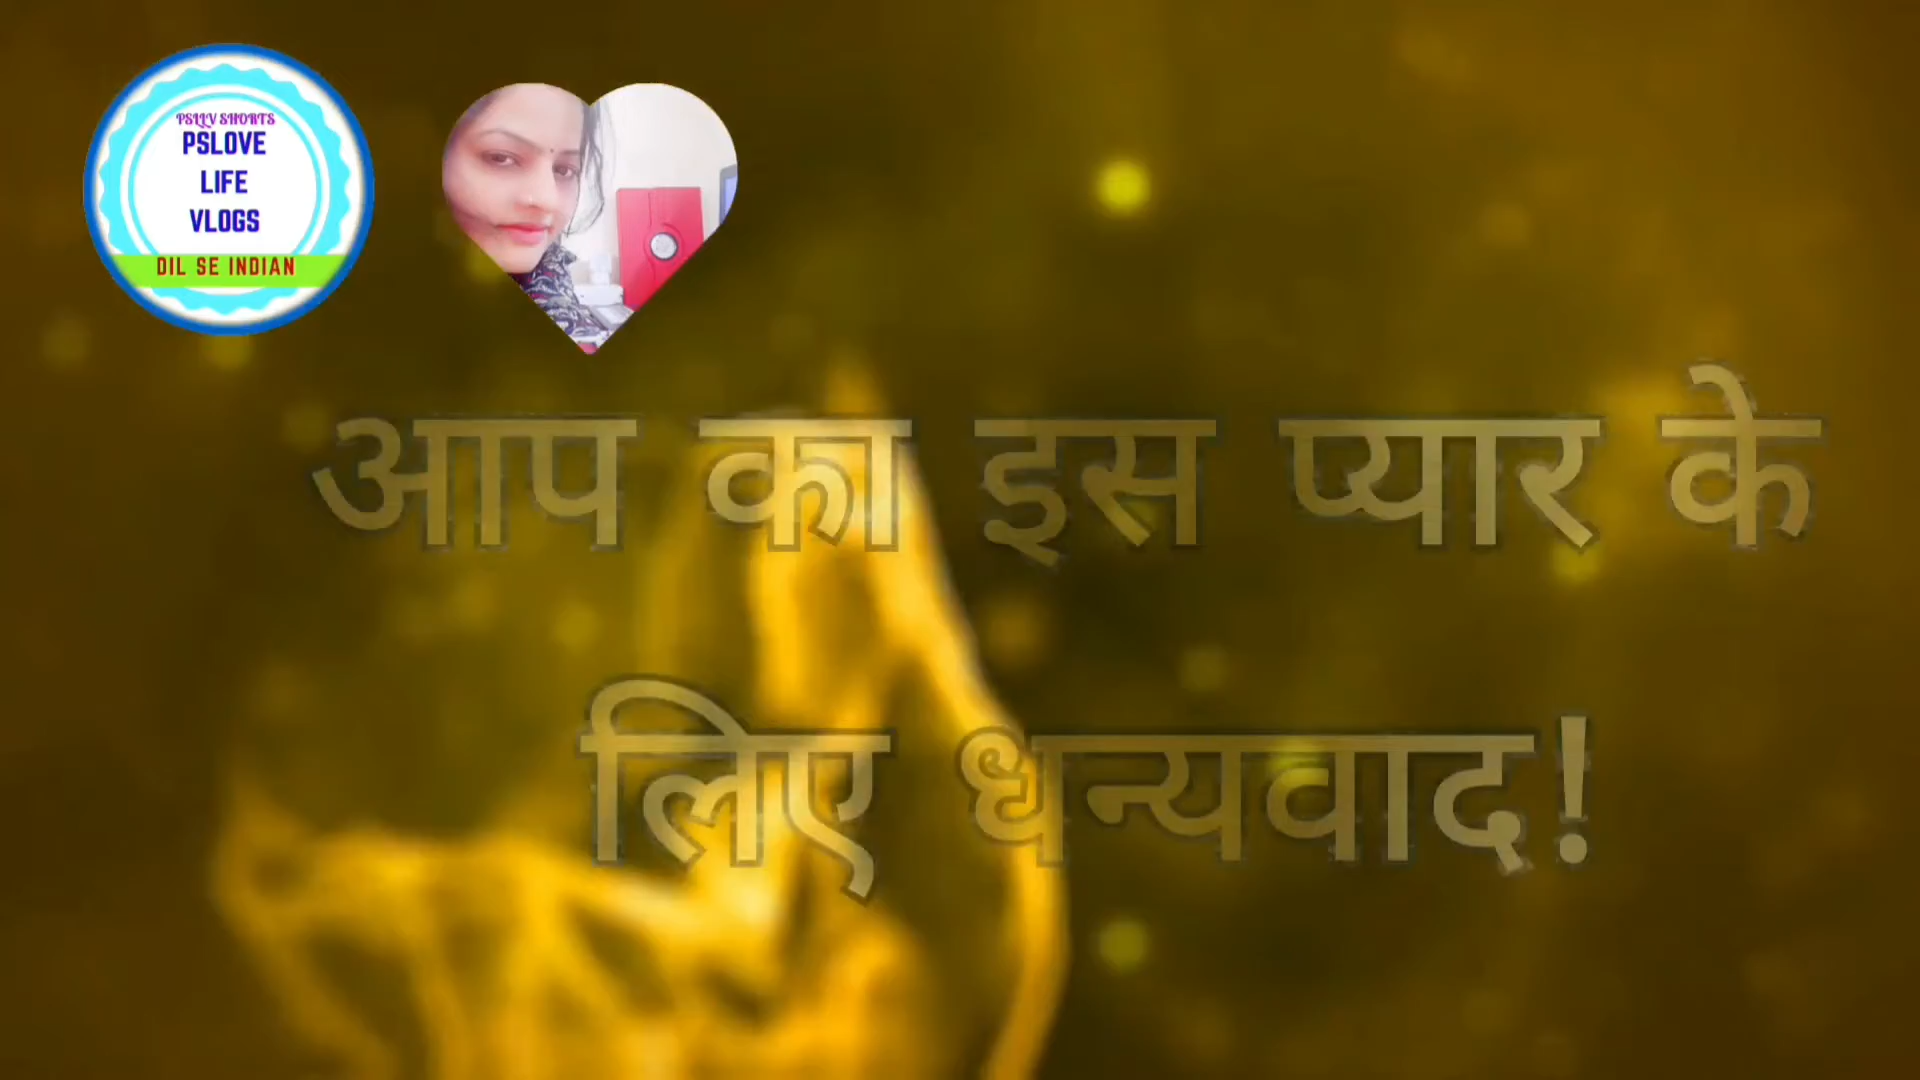 PSLLV SHORTS
PSLOVE
LIFE
VLOGS
DIL SE INDIAN
आप का इस प्यार के
लिए धन्यवाद!